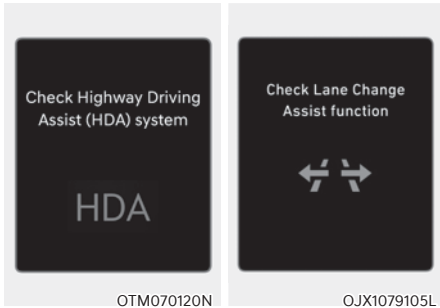 Check Highway Driving
Assist (HDA) system
HDA
OTM070120N
Check Lane Change
Assist function
OJX1079105L